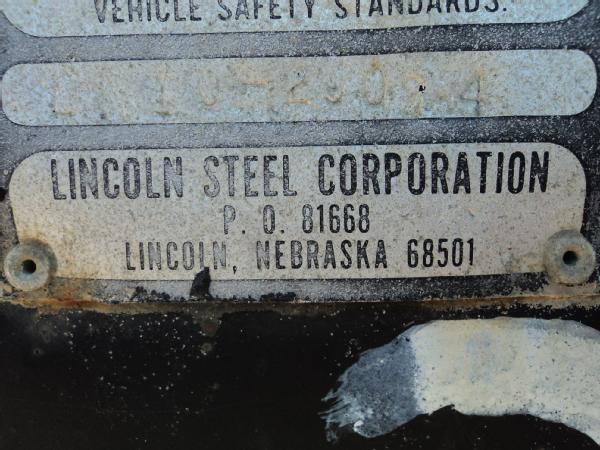 VEHICLE SAFETY STANDARDS.
LINCOLN STEEL CORPORATION
P. O. 81668
LINCOLN, NEBRASKA 68501